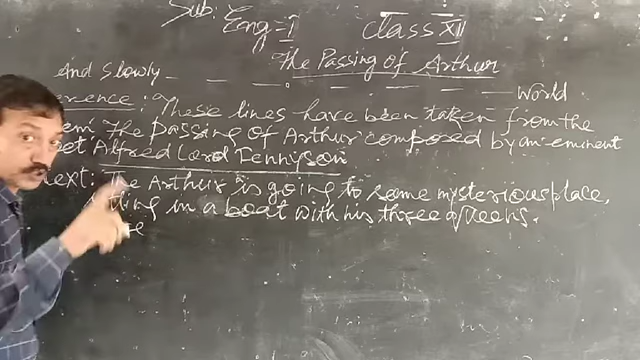 Sub: Eng-I Class XII
The Passing of Arthur
And Slowly _ _ _ _ . _ _ _ _ _ World
erence : These lines have been taken from the
em The passing of Arthur composed by an eminent
et Alfred Lord Tennyson
ext: The Arthur is going to some mysterious place,
itting in a boat with his three queens.